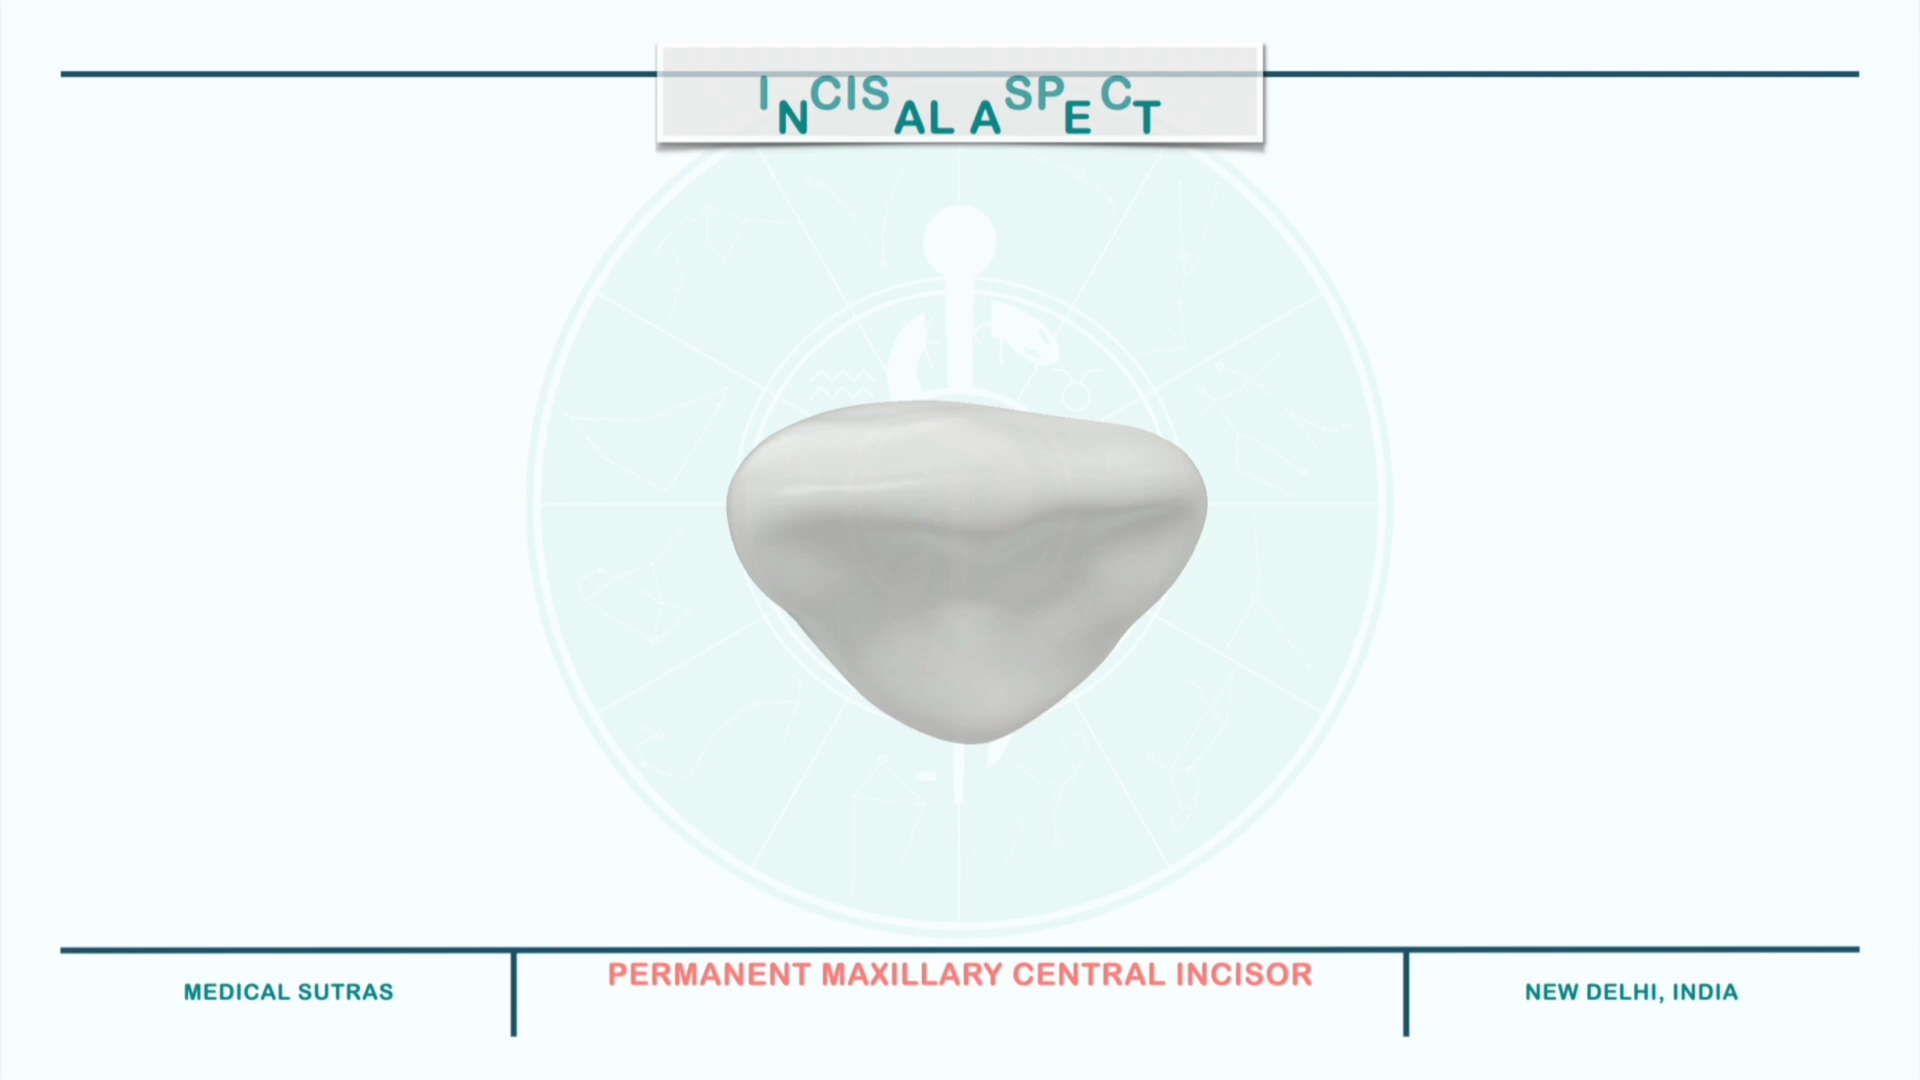 INCISAL ASPECT
PERMANENT MAXILLARY CENTRAL INCISOR
MEDICAL SUTRAS
NEW DELHI, INDIA